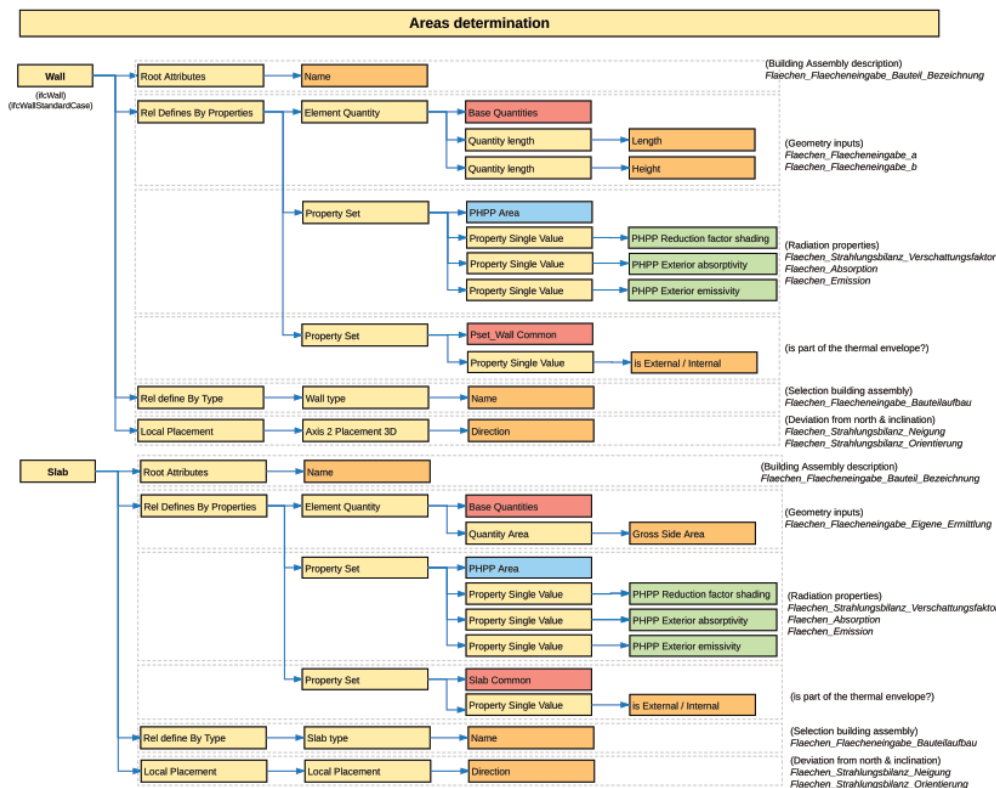 Areas determination
Wall
(ifcWall)
(ifcWallStandardCase)
Root Attributes
Name
(Building Assembly description)
Flaechen_Flaecheneingabe_Bauteil_Bezeichnung
Rel Defines By Properties
Element Quantity
Base Quantities
Quantity length
Length
Quantity length
Height
(Geometry inputs)
Flaechen_Flaecheneingabe_a
Flaechen_Flaecheneingabe_b
Property Set
PHPP Area
Property Single Value
PHPP Reduction factor shading
Property Single Value
PHPP Exterior absorptivity
Property Single Value
PHPP Exterior emissivity
(Radiation properties)
Flaechen_Strahlungsbilanz_Verschattungsfaktor
Flaechen_Absorption
Flaechen_Emission
Property Set
Pset_Wall Common
Property Single Value
is External / Internal
(is part of the thermal envelope?)
Rel define By Type
Wall type
Name
(Selection building assembly)
Flaechen_Flaecheneingabe_Bauteilaufbau
Local Placement
Axis 2 Placement 3D
Direction
(Deviation from north & inclination)
Flaechen_Strahlungsbilanz_Neigung
Flaechen_Strahlungsbilanz_Orientierung
Slab
Root Attributes
Name
(Building Assembly description)
Flaechen_Flaecheneingabe_Bauteil_Bezeichnung
Rel Defines By Properties
Element Quantity
Base Quantities
Quantity Area
Gross Side Area
(Geometry inputs)
Flaechen_Flaecheneingabe_Eigene_Ermittlung
Property Set
PHPP Area
Property Single Value
PHPP Reduction factor shading
Property Single Value
PHPP Exterior absorptivity
Property Single Value
PHPP Exterior emissivity
(Radiation properties)
Flaechen_Strahlungsbilanz_Verschattungsfaktor
Flaechen_Absorption
Flaechen_Emission
Property Set
Slab Common
Property Single Value
is External / Internal
(is part of the thermal envelope?)
Rel define By Type
Slab type
Name
(Selection building assembly)
Flaechen_Flaecheneingabe_Bauteilaufbau
Local Placement
Local Placement
Direction
(Deviation from north & inclination)
Flaechen_Strahlungsbilanz_Neigung
Flaechen_Strahlungsbilanz_Orientierung